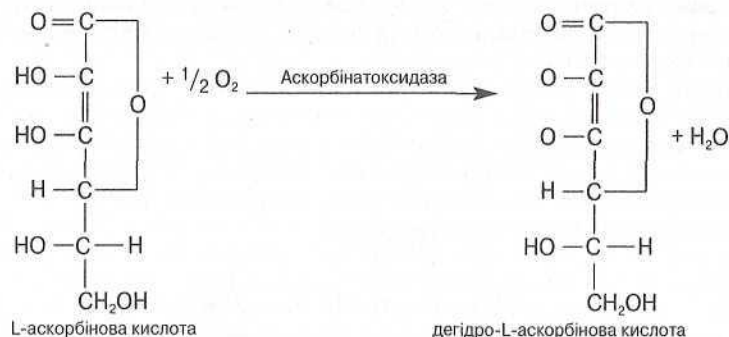 O=C
HO – C
HO – C
O
H – C
HO – C – H
CH₂OH
L-аскорбінова кислота
+ ¹/₂ O₂
Аскорбінатоксидаза
O=C
O – C
O – C
O
H – C
HO – C – H
CH₂OH
+ H₂O
дегідро-L-аскорбінова кислота